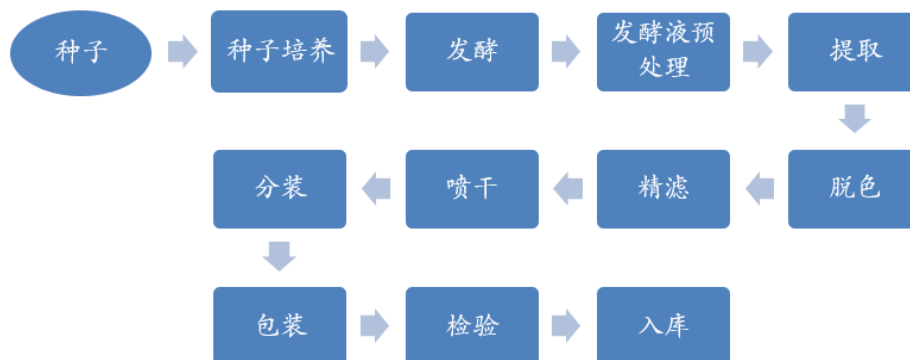 种子
种子培养
发酵
发酵液预
处理
提取
脱色
精滤
喷干
分装
包装
检验
入库